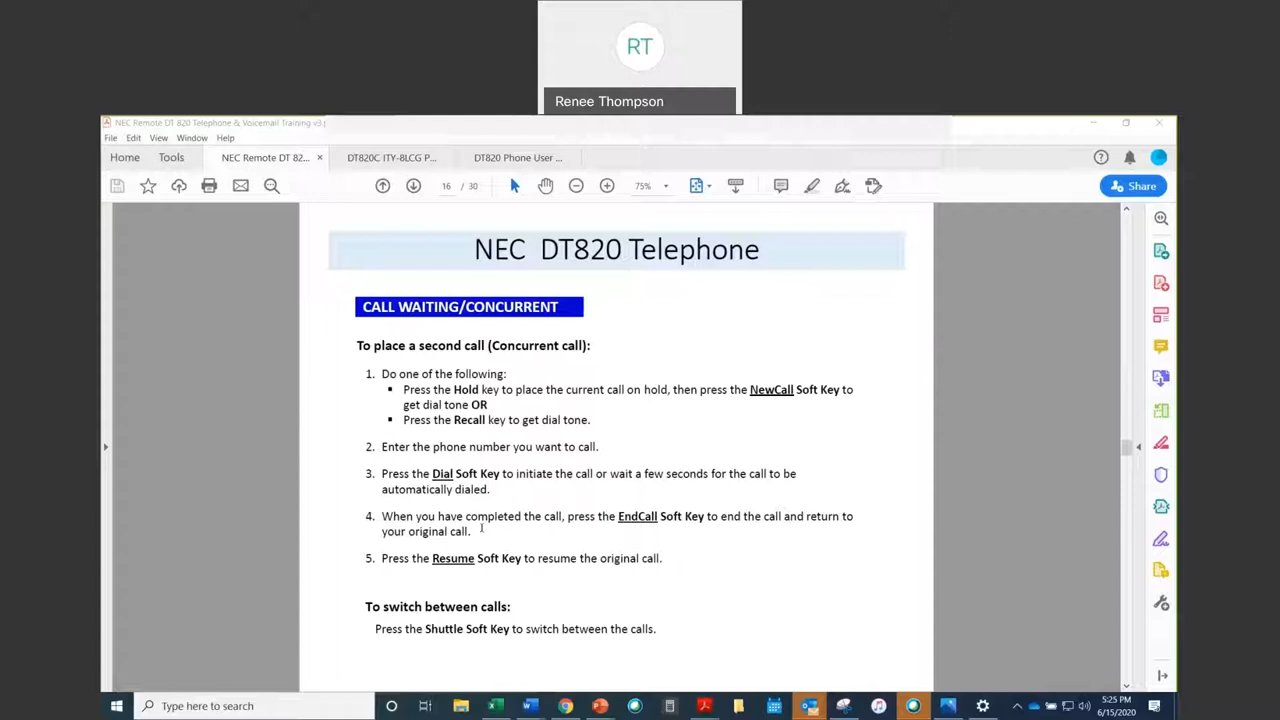 RT
Renee Thompson
NEC Remote DT 820 Telephone & Voicemail Training v3.p
File Edit View Window Help
Home Tools NEC Remote DT 82... × DT820C ITY-8LCG P... DT820 Phone User ...
16 / 30 75% Share
NEC DT820 Telephone
CALL WAITING/CONCURRENT
To place a second call (Concurrent call):
1. Do one of the following:
▪ Press the Hold key to place the current call on hold, then press the NewCall Soft Key to
get dial tone OR
▪ Press the Recall key to get dial tone.
2. Enter the phone number you want to call.
3. Press the Dial Soft Key to initiate the call or wait a few seconds for the call to be
automatically dialed.
4. When you have completed the call, press the EndCall Soft Key to end the call and return to
your original call.
5. Press the Resume Soft Key to resume the original call.
To switch between calls:
Press the Shuttle Soft Key to switch between the calls.
Type here to search
5:25 PM
6/15/2020